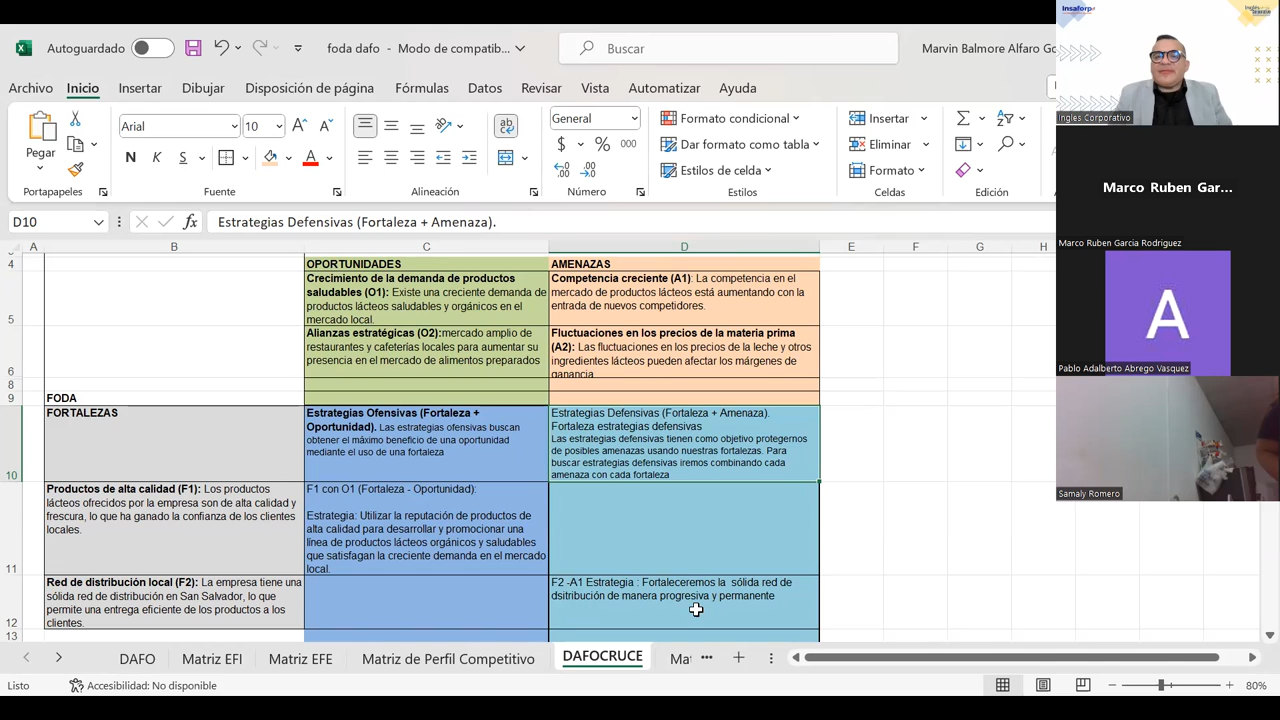 Autoguardado
foda dafo - Modo de compatib...
Buscar
Marvin Balmore Alfaro Go
Archivo Inicio Insertar Dibujar Disposición de página Fórmulas Datos Revisar Vista Automatizar Ayuda
Pegar
Arial 10
N K S
General
$ % 000
Formato condicional
Dar formato como tabla
Estilos de celda
Insertar
Eliminar
Formato
Portapapeles Fuente Alineación Número Estilos Celdas Edición
D10 fx Estrategias Defensivas (Fortaleza + Amenaza).
A B C D E F G H
4 OPORTUNIDADES AMENAZAS
Crecimiento de la demanda de productos
saludables (O1): Existe una creciente demanda de
productos lácteos saludables y orgánicos en el
mercado local.
5
Competencia creciente (A1): La competencia en el
mercado de productos lácteos está aumentando con la
entrada de nuevos competidores.
Alianzas estratégicas (O2):mercado amplio de
restaurantes y cafeterías locales para aumentar su
presencia en el mercado de alimentos preparados
6
Fluctuaciones en los precios de la materia prima
(A2): Las fluctuaciones en los precios de la leche y otros
ingredientes lácteos pueden afectar los márgenes de
ganancia.
8
9 FODA
FORTALEZAS
10
Estrategias Ofensivas (Fortaleza +
Oportunidad). Las estrategias ofensivas buscan
obtener el máximo beneficio de una oportunidad
mediante el uso de una fortaleza
Estrategias Defensivas (Fortaleza + Amenaza).
Fortaleza estrategias defensivas
Las estrategias defensivas tienen como objetivo protegernos
de posibles amenazas usando nuestras fortalezas. Para
buscar estrategias defensivas iremos combinando cada
amenaza con cada fortaleza
Productos de alta calidad (F1): Los productos
lácteos ofrecidos por la empresa son de alta calidad y
frescura, lo que ha ganado la confianza de los clientes
locales.
11
F1 con O1 (Fortaleza - Oportunidad):
Estrategia: Utilizar la reputación de productos de
alta calidad para desarrollar y promocionar una
línea de productos lácteos orgánicos y saludables
que satisfagan la creciente demanda en el mercado
local.
Red de distribución local (F2): La empresa tiene una
sólida red de distribución en San Salvador, lo que
permite una entrega eficiente de los productos a los
clientes.
12
F2 -A1 Estrategia : Fortaleceremos la sólida red de
dsitribución de manera progresiva y permanente
13
DAFO Matriz EFI Matriz EFE Matriz de Perfil Competitivo DAFOCRUCE Ma
Listo Accesibilidad: No disponible 80%
Insaforp
Ingles Corporativo
Marco Ruben Gar...
Marco Ruben Garcia Rodriguez
A
Pablo Adalberto Abrego Vasquez
Samaly Romero